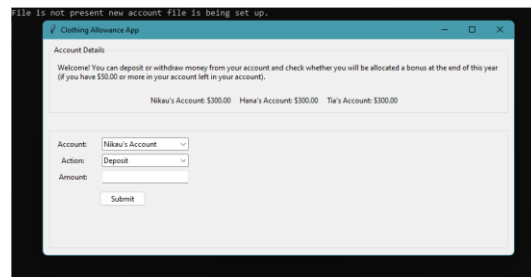 File is not present new account file is being set up.
Clothing Allowance App
Account Details
Welcome! You can deposit or withdraw money from your account and check whether you will be allocated a bonus at the end of this year
(if you have $50.00 or more in your account left in your account).
Nikau's Account: $300.00 Hana's Account: $300.00 Tia's Account: $300.00
Account: Nikau's Account
Action: Deposit
Amount:
Submit